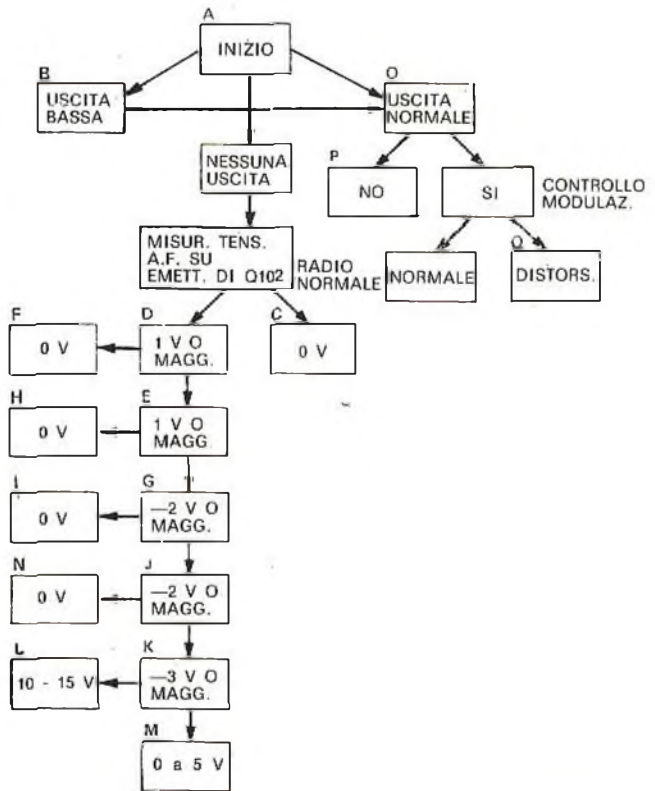 A
INIZIO
B
USCITA
BASSA
O
USCITA
NORMALE
NESSUNA
USCITA
P
NO
SI
CONTROLLO
MODULAZ.
MISUR. TENS.
A.F. SU
EMETT. DI Q102
RADIO
NORMALE
NORMALE
Q
DISTORS.
F
0 V
D
1 V O
MAGG.
C
0 V
H
0 V
E
1 V O
MAGG.
I
0 V
G
—2 V O
MAGG.
N
0 V
J
—2 V O
MAGG.
L
10 - 15 V
K
—3 V O
MAGG.
M
0 a 5 V